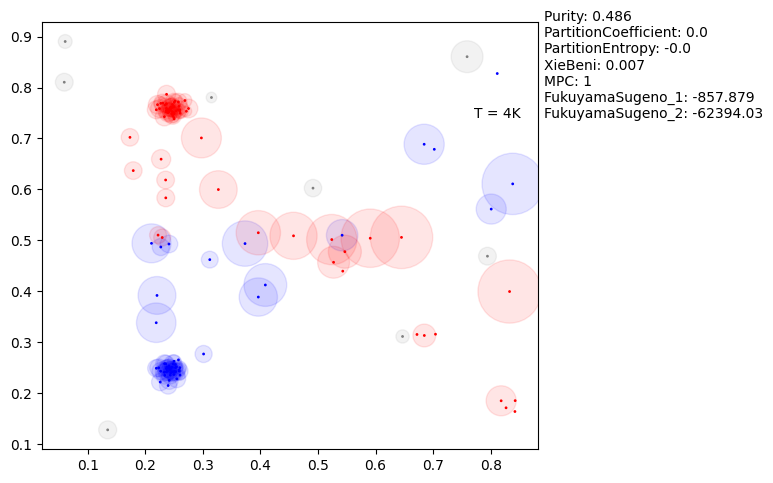 Purity: 0.486
PartitionCoefficient: 0.0
PartitionEntropy: -0.0
XieBeni: 0.007
MPC: 1
FukuyamaSugeno_1: -857.879
FukuyamaSugeno_2: -62394.03
T = 4K
0.9
0.8
0.7
0.6
0.5
0.4
0.3
0.2
0.1
0.1 0.2 0.3 0.4 0.5 0.6 0.7 0.8